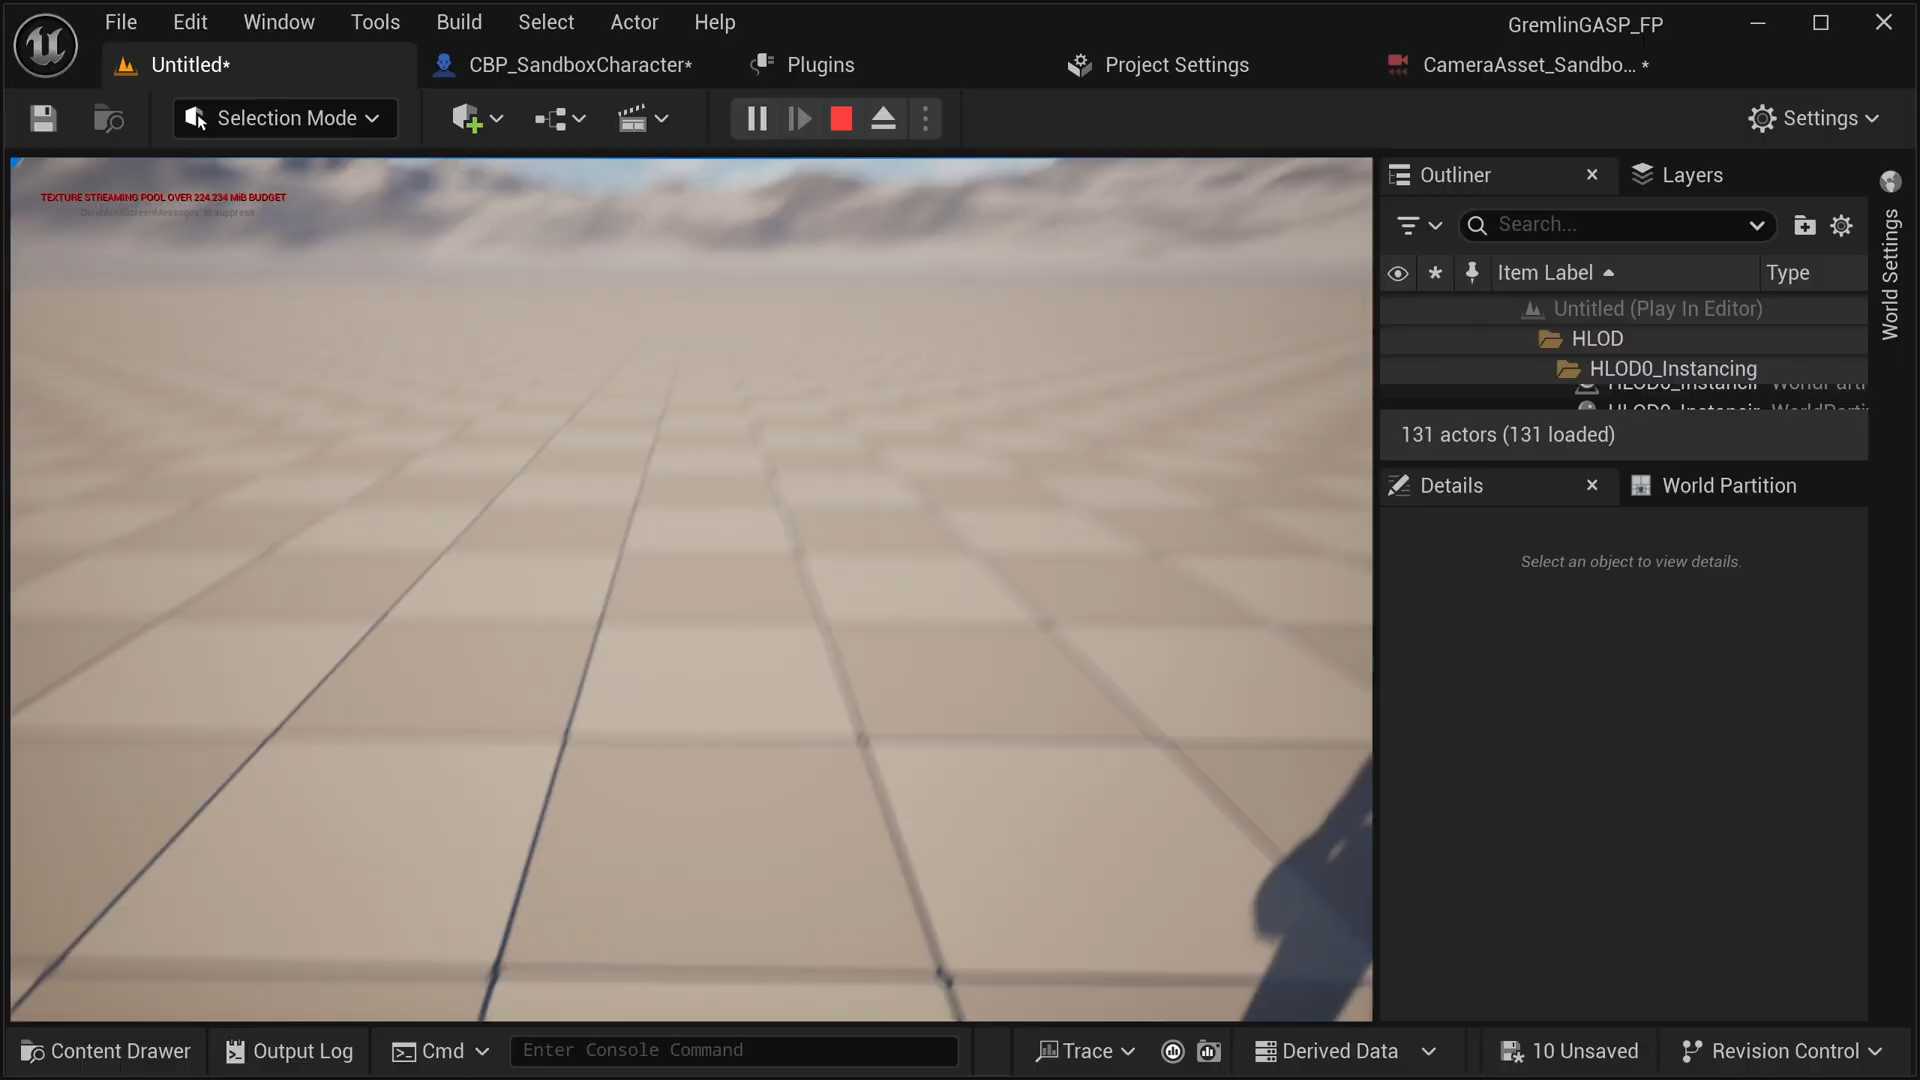 File Edit Window Tools Build Select Actor Help GremlinGASP_FP
Untitled* CBP_SandboxCharacter* Plugins Project Settings CameraAsset_Sandbo... *
Selection Mode Settings
TEXTURE STREAMING POOL OVER 224.234 MiB BUDGET
DisableAllScreenMessages: to suppress
Outliner Layers
Search...
Item Label Type
Untitled (Play In Editor)
HLOD
HLOD0_Instancing
131 actors (131 loaded)
Details World Partition
Select an object to view details.
World Settings
Content Drawer Output Log Cmd Enter Console Command Trace Derived Data 10 Unsaved Revision Control